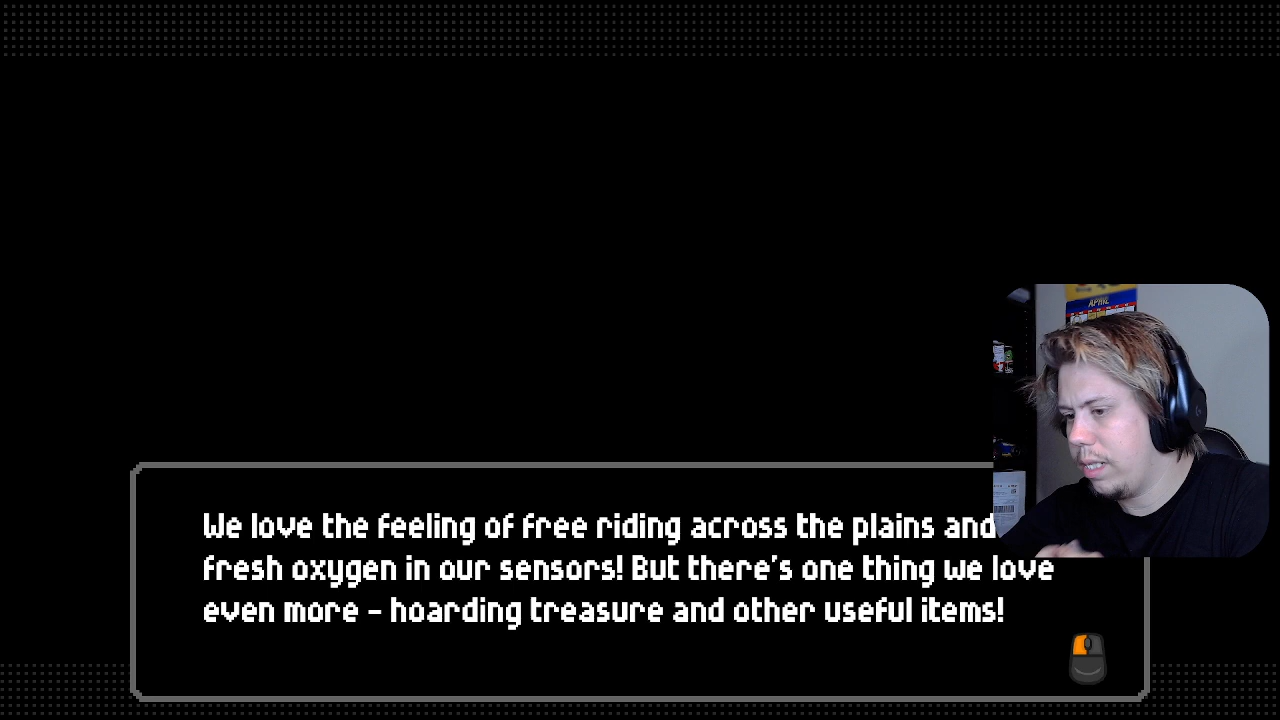 APRIL
We love the feeling of free riding across the plains and
fresh oxygen in our sensors! But there's one thing we love
even more - hoarding treasure and other useful items!